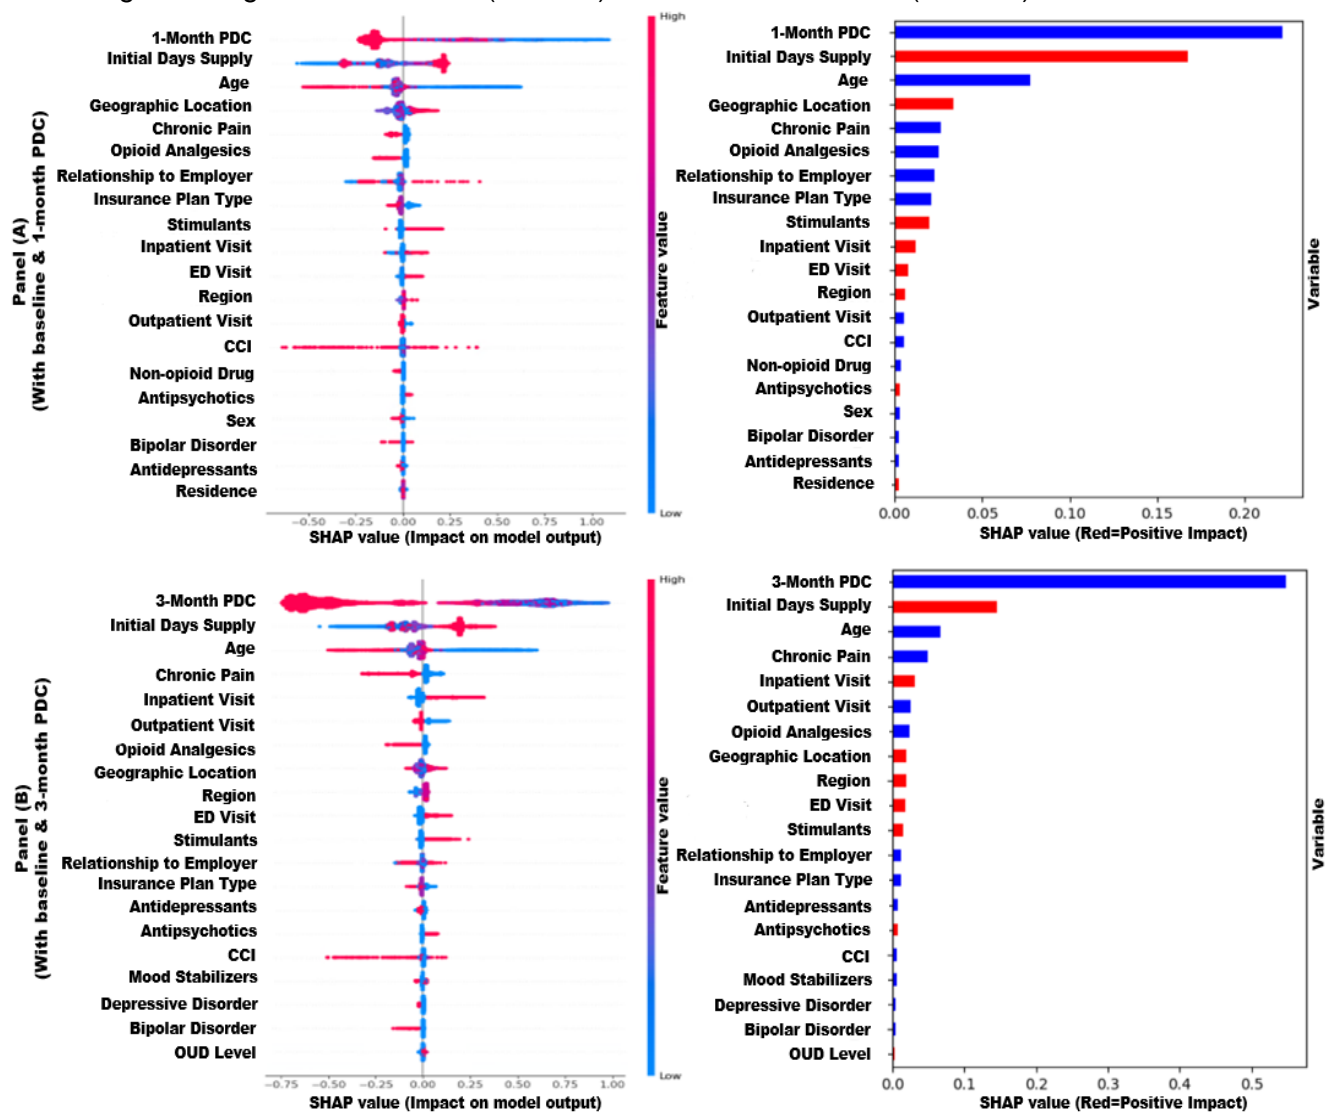 Panel (A)
(With baseline & 1-month PDC)
1-Month PDC
Initial Days Supply
Age
Geographic Location
Chronic Pain
Opioid Analgesics
Relationship to Employer
Insurance Plan Type
Stimulants
Inpatient Visit
ED Visit
Region
Outpatient Visit
CCI
Non-opioid Drug
Antipsychotics
Sex
Bipolar Disorder
Antidepressants
Residence
−0.50 −0.25 0.00 0.25 0.50 0.75 1.00
SHAP value (Impact on model output)
High
Feature value
Low
1-Month PDC
Initial Days Supply
Age
Geographic Location
Chronic Pain
Opioid Analgesics
Relationship to Employer
Insurance Plan Type
Stimulants
Inpatient Visit
ED Visit
Region
Outpatient Visit
CCI
Non-opioid Drug
Antipsychotics
Sex
Bipolar Disorder
Antidepressants
Residence
0.00 0.05 0.10 0.15 0.20
SHAP value (Red=Positive Impact)
Variable
Panel (B)
(With baseline & 3-month PDC)
3-Month PDC
Initial Days Supply
Age
Chronic Pain
Inpatient Visit
Outpatient Visit
Opioid Analgesics
Geographic Location
Region
ED Visit
Stimulants
Relationship to Employer
Insurance Plan Type
Antidepressants
Antipsychotics
CCI
Mood Stabilizers
Depressive Disorder
Bipolar Disorder
OUD Level
−0.75 −0.50 −0.25 0.00 0.25 0.50 0.75 1.00
SHAP value (Impact on model output)
High
Feature value
Low
3-Month PDC
Initial Days Supply
Age
Chronic Pain
Inpatient Visit
Outpatient Visit
Opioid Analgesics
Geographic Location
Region
ED Visit
Stimulants
Relationship to Employer
Insurance Plan Type
Antidepressants
Antipsychotics
CCI
Mood Stabilizers
Depressive Disorder
Bipolar Disorder
OUD Level
0.0 0.1 0.2 0.3 0.4 0.5
SHAP value (Red=Positive Impact)
Variable